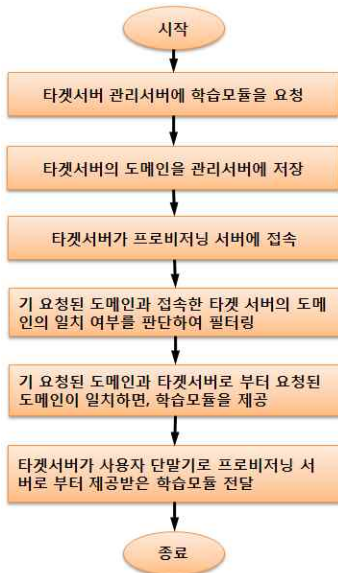 시작
타겟서버 관리서버에 학습모듈을 요청
타겟서버의 도메인을 관리서버에 저장
타겟서버가 프로비저닝 서버에 접속
기 요청된 도메인과 접속한 타겟 서버의 도메
인의 일치 여부를 판단하여 필터링
기 요청된 도메인과 타겟서버로 부터 요청된
도메인이 일치하면, 학습모듈을 제공
타겟서버가 사용자 단말기로 프로비저닝 서
버로 부터 제공받은 학습모듈 전달
종료